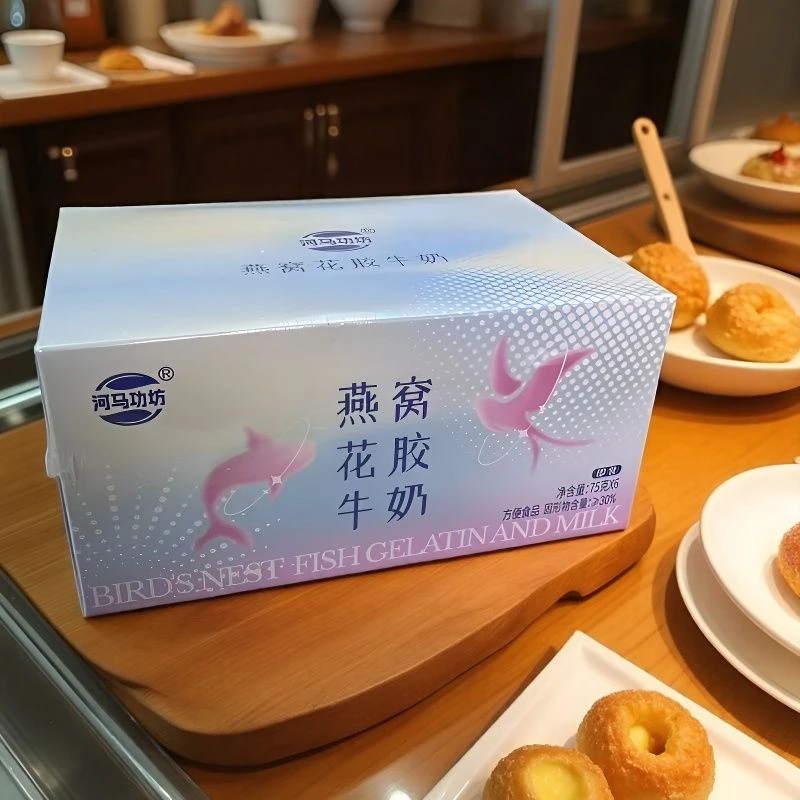 河马功坊®
燕窝花胶牛奶
河马功坊®
燕窝
花胶
牛奶
净含量:75克X6
方便食品 固形物含量:≥30%
BIRD'S NEST FISH GELATIN AND MILK